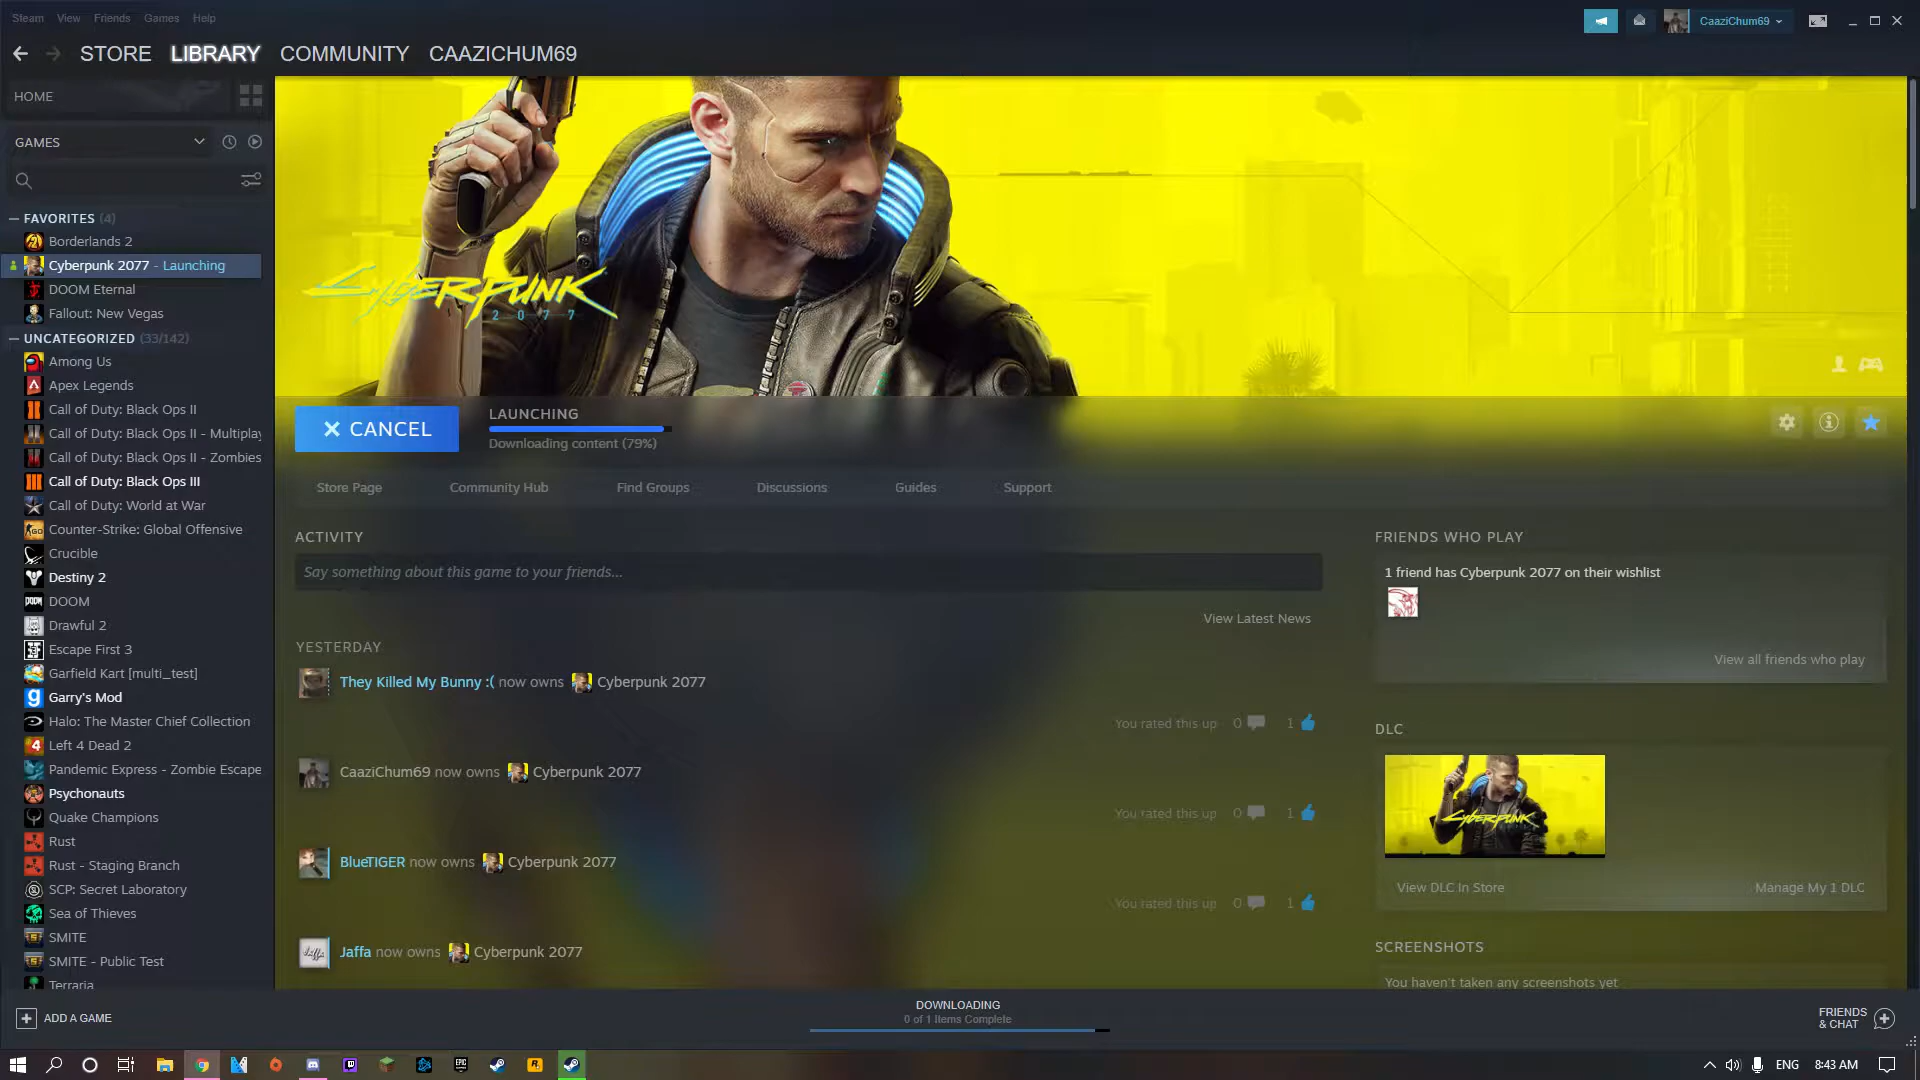 Steam View Friends Games Help
CaaziChum69
STORE LIBRARY COMMUNITY CAAZICHUM69
HOME
GAMES
FAVORITES (4)
Borderlands 2
Cyberpunk 2077 - Launching
DOOM Eternal
Fallout: New Vegas
UNCATEGORIZED (33/142)
Among Us
Apex Legends
Call of Duty: Black Ops II
Call of Duty: Black Ops II - Multiplay
Call of Duty: Black Ops II - Zombies
Call of Duty: Black Ops III
Call of Duty: World at War
Counter-Strike: Global Offensive
Crucible
Destiny 2
DOOM
Drawful 2
Escape First 3
Garfield Kart [multi_test]
Garry's Mod
Halo: The Master Chief Collection
Left 4 Dead 2
Pandemic Express - Zombie Escape
Psychonauts
Quake Champions
Rust
Rust - Staging Branch
SCP: Secret Laboratory
Sea of Thieves
SMITE
SMITE - Public Test
Terraria
CYBERPUNK
2077
CANCEL
LAUNCHING
Downloading content (79%)
Store Page Community Hub Find Groups Discussions Guides Support
ACTIVITY
Say something about this game to your friends...
View Latest News
YESTERDAY
They Killed My Bunny :( now owns Cyberpunk 2077
You rated this up 0 1
CaaziChum69 now owns Cyberpunk 2077
You rated this up 0 1
BlueTIGER now owns Cyberpunk 2077
You rated this up 0 1
Jaffa now owns Cyberpunk 2077
FRIENDS WHO PLAY
1 friend has Cyberpunk 2077 on their wishlist
View all friends who play
DLC
CYBERPUNK
View DLC In Store Manage My 1 DLC
SCREENSHOTS
You haven't taken any screenshots yet
ADD A GAME
DOWNLOADING
0 of 1 Items Complete
FRIENDS
& CHAT
ENG 8:43 AM